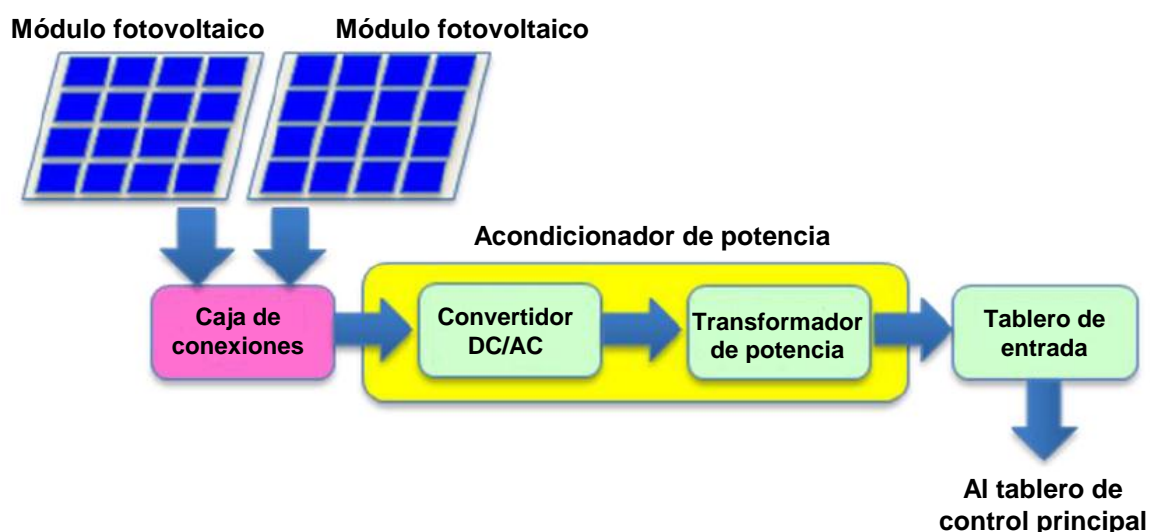 Módulo fotovoltaico
Módulo fotovoltaico
Acondicionador de potencia
Caja de
conexiones
Convertidor
DC/AC
Transformador
de potencia
Tablero de
entrada
Al tablero de
control principal